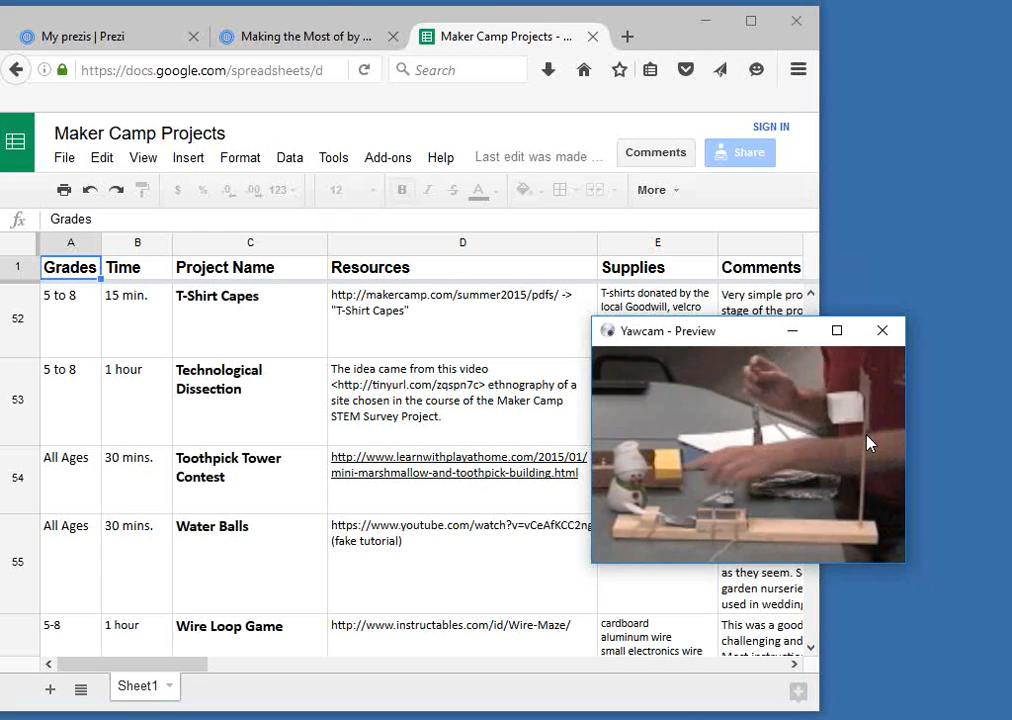 My prezis | Prezi
Making the Most of by ...
Maker Camp Projects - ...
https://docs.google.com/spreadsheets/d
Search
Maker Camp Projects
SIGN IN
File Edit View Insert Format Data Tools Add-ons Help Last edit was made ...
Comments
Share
$ % .0 .00 123 12 B I S A More
fx Grades
A B C D E
1 Grades Time Project Name Resources Supplies Comments
52 5 to 8 15 min. T-Shirt Capes
http://makercamp.com/summer2015/pdfs/ ->
"T-Shirt Capes"
T-shirts donated by the
local Goodwill, velcro
Very simple pro
stage of the pro
53 5 to 8 1 hour Technological
Dissection
The idea came from this video
<http://tinyurl.com/zqspn7c> ethnography of a
site chosen in the course of the Maker Camp
STEM Survey Project.
54 All Ages 30 mins. Toothpick Tower
Contest
http://www.learnwithplayathome.com/2015/01/
mini-marshmallow-and-toothpick-building.html
55 All Ages 30 mins. Water Balls
https://www.youtube.com/watch?v=vCeAfKCC2ng
(fake tutorial)
as they seem. S
garden nurserie
used in wedding
5-8 1 hour Wire Loop Game
http://www.instructables.com/id/Wire-Maze/
cardboard
aluminum wire
small electronics wire
This was a good
challenging and
Sheet1
Yawcam - Preview